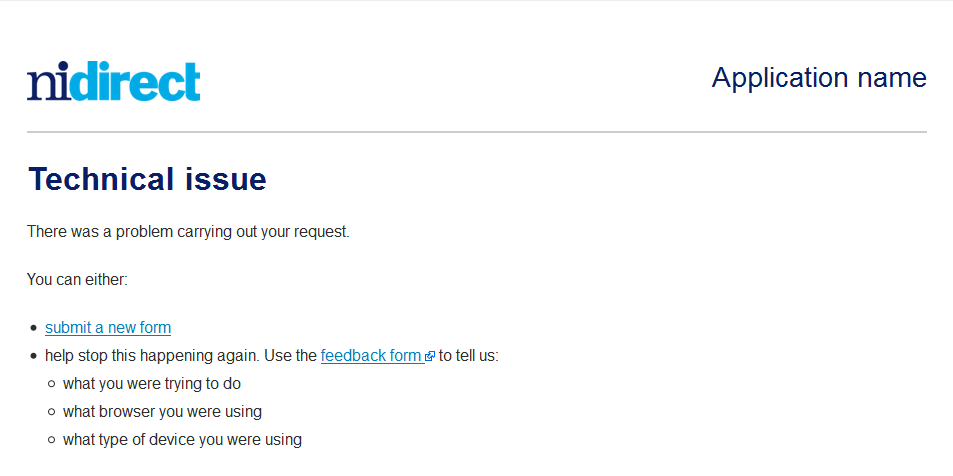 nidirect
Application name
Technical issue
There was a problem carrying out your request.
You can either:
submit a new form
help stop this happening again. Use the feedback form to tell us:
what you were trying to do
what browser you were using
what type of device you were using